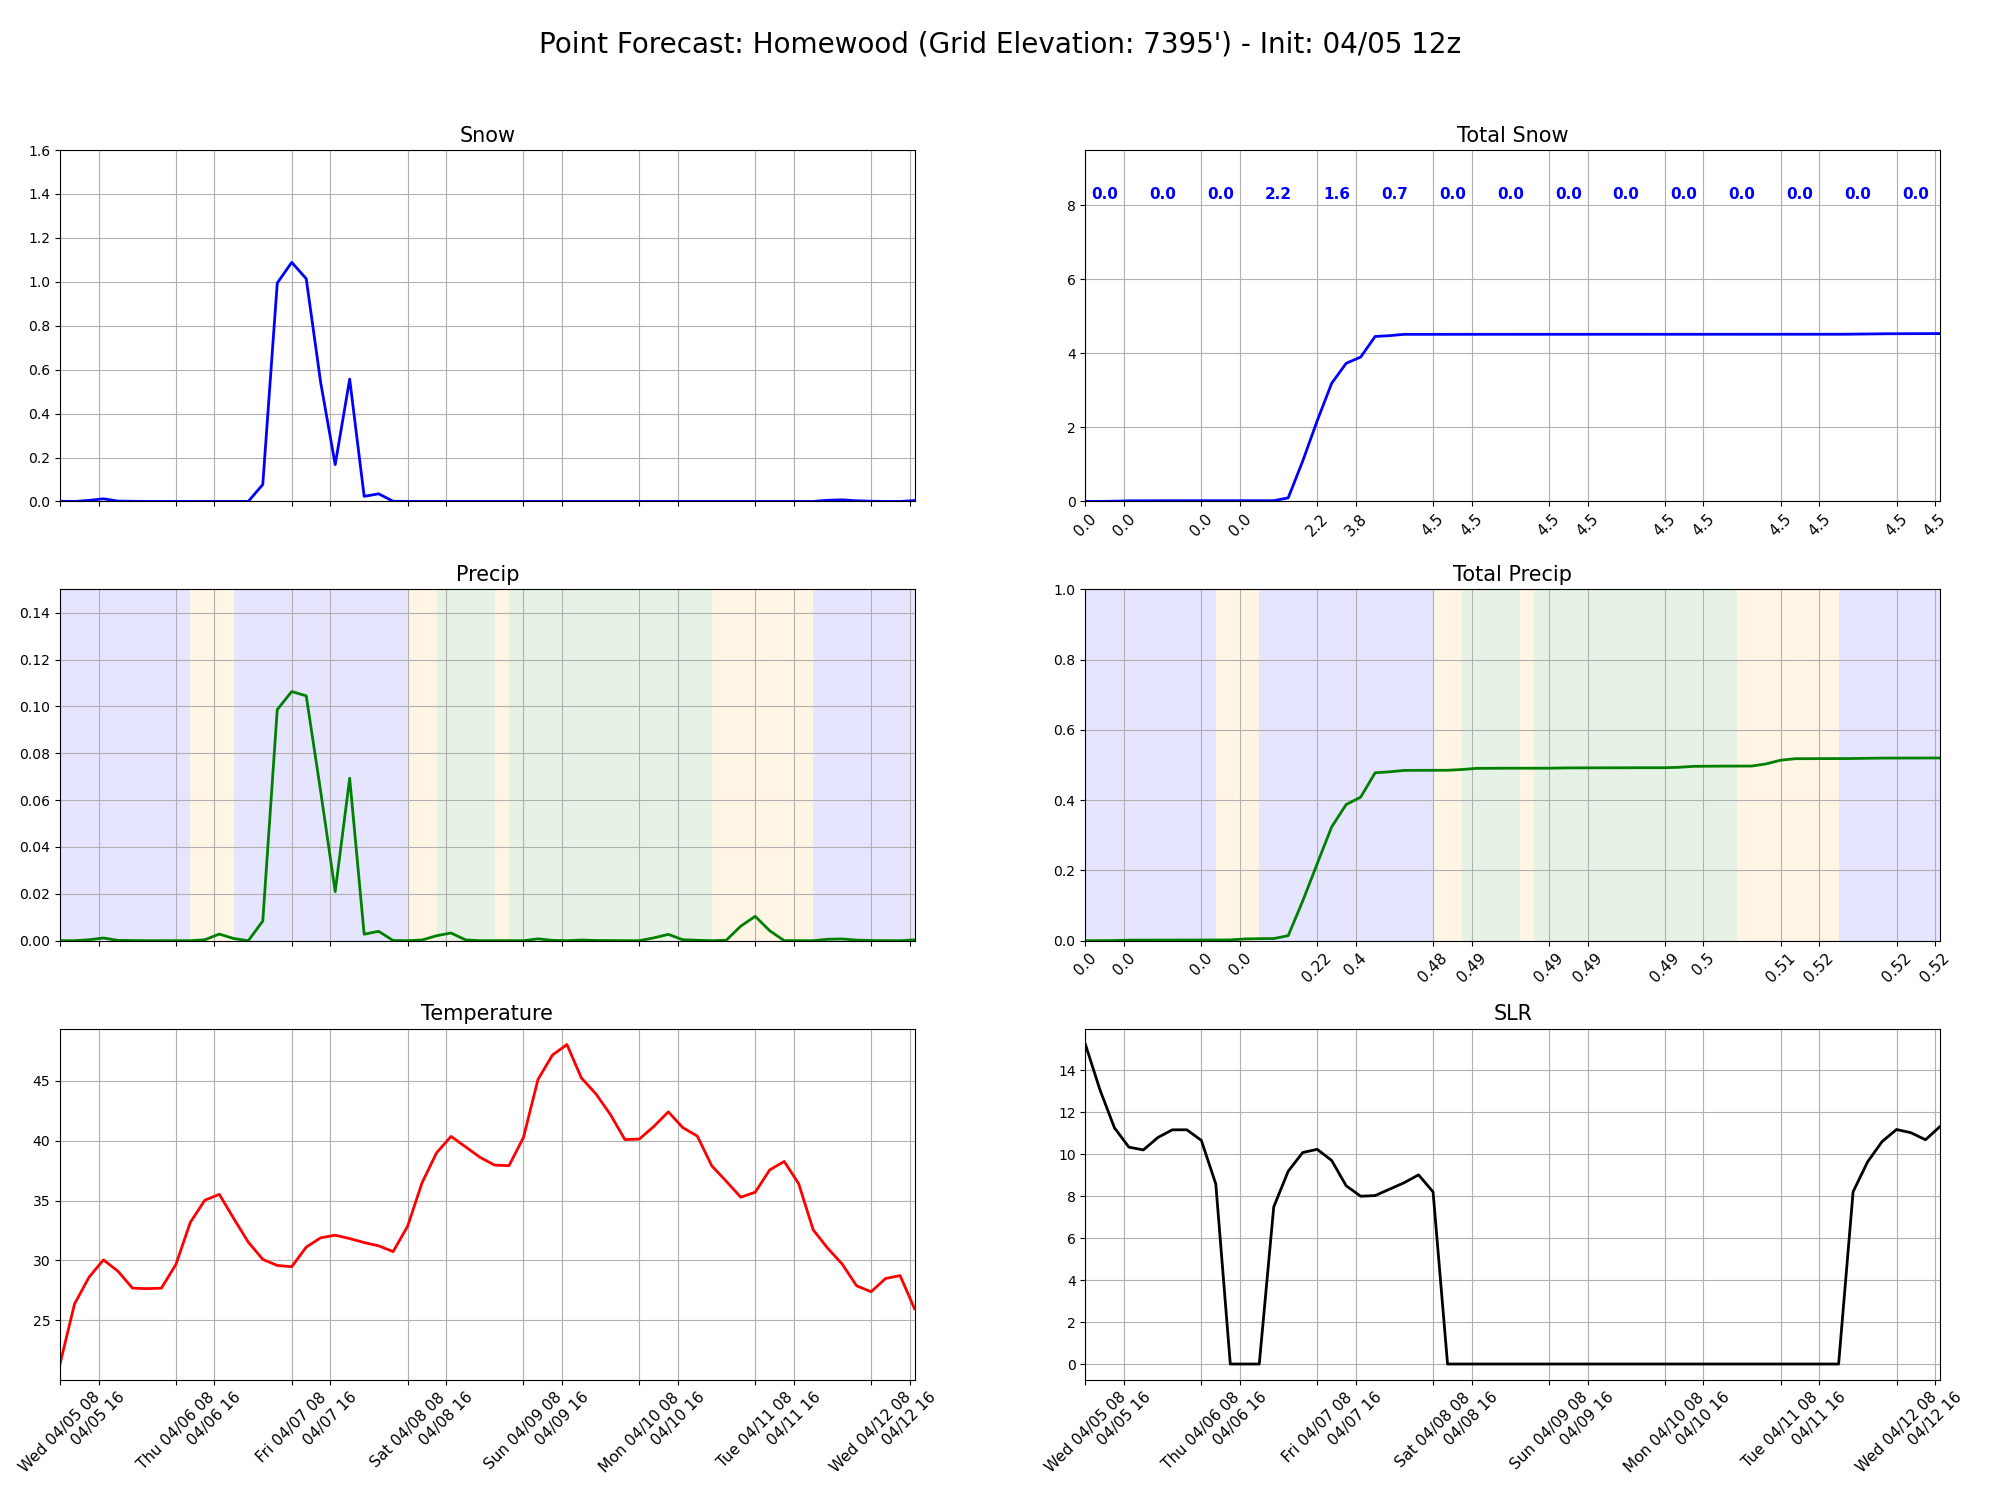 Point Forecast: Homewood (Grid Elevation: 7395') - Init: 04/05 12z
Snow
1.6
1.4
1.2
1.0
0.8
0.6
0.4
0.2
0.0
Total Snow
0.0 0.0 0.0 2.2 1.6 0.7 0.0 0.0 0.0 0.0 0.0 0.0 0.0 0.0 0.0
8
6
4
2
0
0.0 0.0 0.0 0.0 2.2 3.8 4.5 4.5 4.5 4.5 4.5 4.5 4.5 4.5 4.5 4.5
Precip
0.14
0.12
0.10
0.08
0.06
0.04
0.02
0.00
Total Precip
1.0
0.8
0.6
0.4
0.2
0.0
0.0 0.0 0.0 0.0 0.22 0.4 0.48 0.49 0.49 0.49 0.49 0.5 0.51 0.52 0.52 0.52
Temperature
45
40
35
30
25
Wed 04/05 08
04/05 16
Thu 04/06 08
04/06 16
Fri 04/07 08
04/07 16
Sat 04/08 08
04/08 16
Sun 04/09 08
04/09 16
Mon 04/10 08
04/10 16
Tue 04/11 08
04/11 16
Wed 04/12 08
04/12 16
SLR
14
12
10
8
6
4
2
0
Wed 04/05 08
04/05 16
Thu 04/06 08
04/06 16
Fri 04/07 08
04/07 16
Sat 04/08 08
04/08 16
Sun 04/09 08
04/09 16
Mon 04/10 08
04/10 16
Tue 04/11 08
04/11 16
Wed 04/12 08
04/12 16